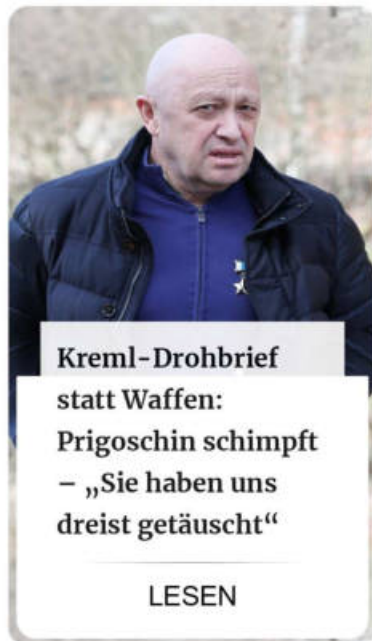 Kreml-Drohbrief
statt Waffen:
Prigoschin schimpft
– „Sie haben uns
dreist getäuscht“
LESEN